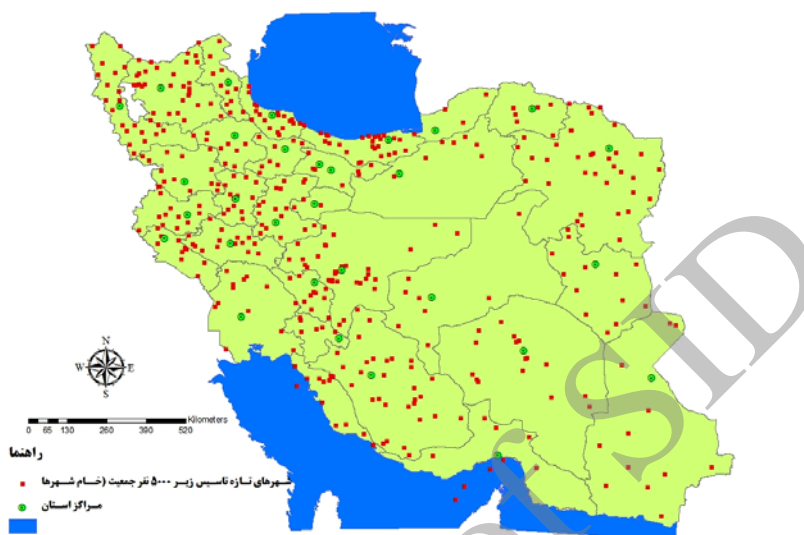 N
W E
S
Kilometers
0 65 130 260 390 520
راهنما
شهرهای تازه تاسیس زیر ۵۰۰۰ نفر جمعیت (خام شهرها
مراکز استان
of SID